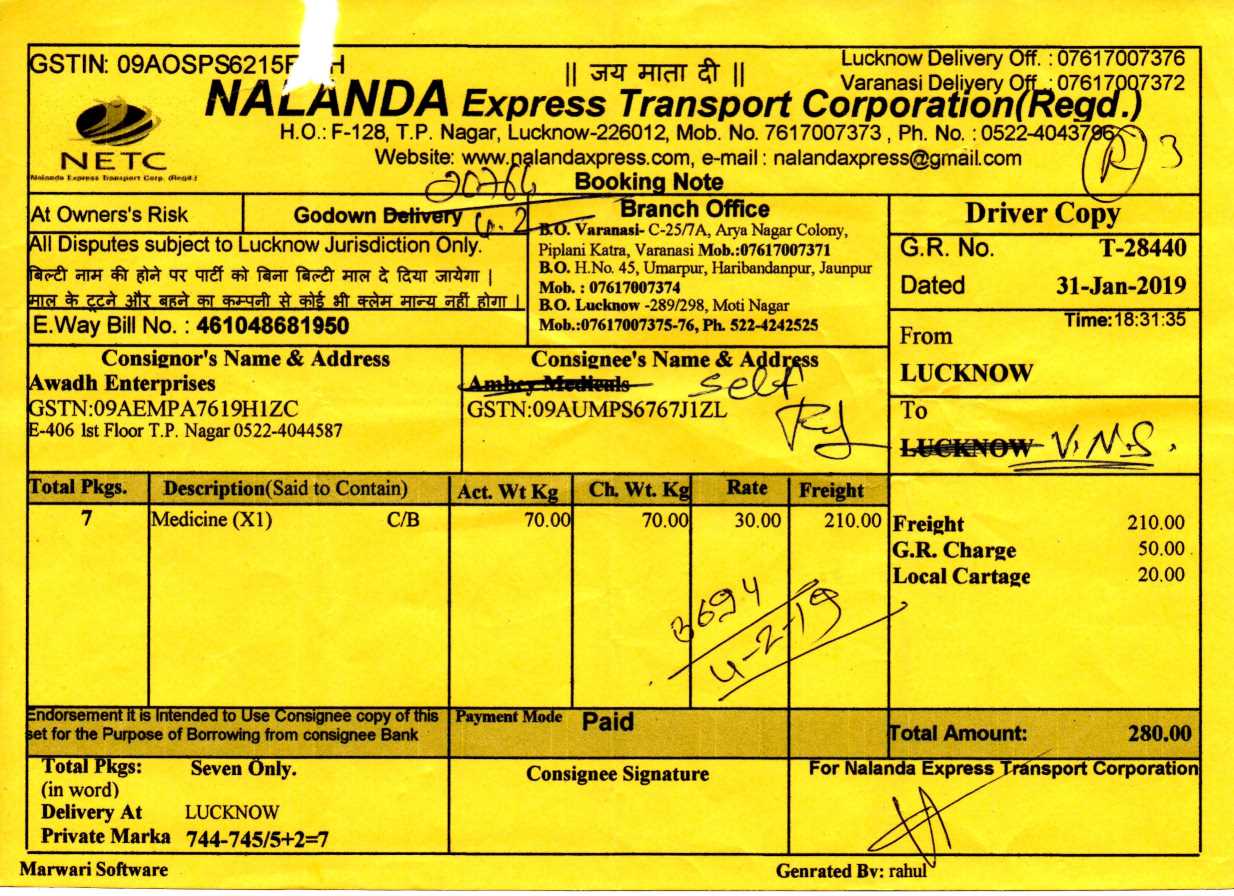 GSTIN: 09AOSPS6215
|| जय माता दी ||
Lucknow Delivery Off. : 07617007376
Varanasi Delivery Off : 07617007372
NALANDA Express Transport Corporation(Regd.)
H.O.: F-128, T.P. Nagar, Lucknow-226012, Mob. No. 7617007373 , Ph. No. : 0522-4043796
NETC
Nalanda Express Transport Corp. (Regd.)
Website: www.nalandaxpress.com, e-mail : nalandaxpress@gmail.com
R 3
20764
4.2
Booking Note
At Owners's Risk
Godown Delivery
All Disputes subject to Lucknow Jurisdiction Only.
बिल्टी नाम की होने पर पार्टी को बिना बिल्टी माल दे दिया जायेगा |
माल के टूटने और बहने का कम्पनी से कोई भी क्लेम मान्य नहीं होगा |
E.Way Bill No. : 461048681950
Branch Office
B.O. Varanasi- C-25/7A, Arya Nagar Colony,
Piplani Katra, Varanasi Mob.:07617007371
B.O. H.No. 45, Umarpur, Haribandanpur, Jaunpur
Mob. : 07617007374
B.O. Lucknow -289/298, Moti Nagar
Mob.:07617007375-76, Ph. 522-4242525
Driver Copy
G.R. No. T-28440
Dated 31-Jan-2019
Time:18:31:35
From
LUCKNOW
To
LUCKNOW V.N.S.
Consignor's Name & Address
Awadh Enterprises
GSTN:09AEMPA7619H1ZC
E-406 1st Floor T.P. Nagar 0522-4044587
Consignee's Name & Address
Ambey Medicals self
GSTN:09AUMPS6767J1ZL
Total Pkgs. Description(Said to Contain) Act. Wt Kg Ch. Wt. Kg Rate Freight
7 Medicine (X1) C/B 70.00 70.00 30.00 210.00
Freight 210.00
G.R. Charge 50.00
Local Cartage 20.00
3694
4-2-19
Endorsement it is Intended to Use Consignee copy of this
set for the Purpose of Borrowing from consignee Bank
Payment Mode Paid
Total Amount: 280.00
Total Pkgs: Seven Only.
(in word)
Delivery At LUCKNOW
Private Marka 744-745/5+2=7
Consignee Signature
For Nalanda Express Transport Corporation
Marwari Software
Genrated By: rahul